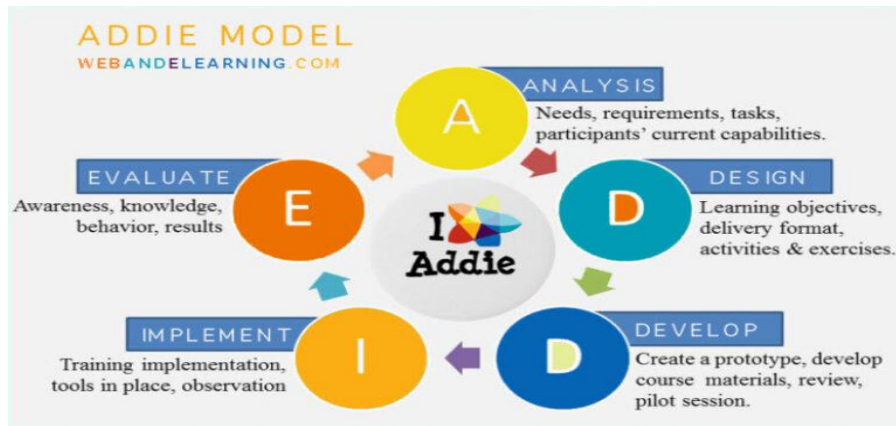 ADDIE MODEL
WEBANDELEARNING.COM
A
ANALYSIS
Needs, requirements, tasks,
participants' current capabilities.
D
DESIGN
Learning objectives,
delivery format,
activities & exercises.
D
DEVELOP
Create a prototype, develop
course materials, review,
pilot session.
I
IMPLEMENT
Training implementation,
tools in place, observation
E
EVALUATE
Awareness, knowledge,
behavior, results
I
Addie